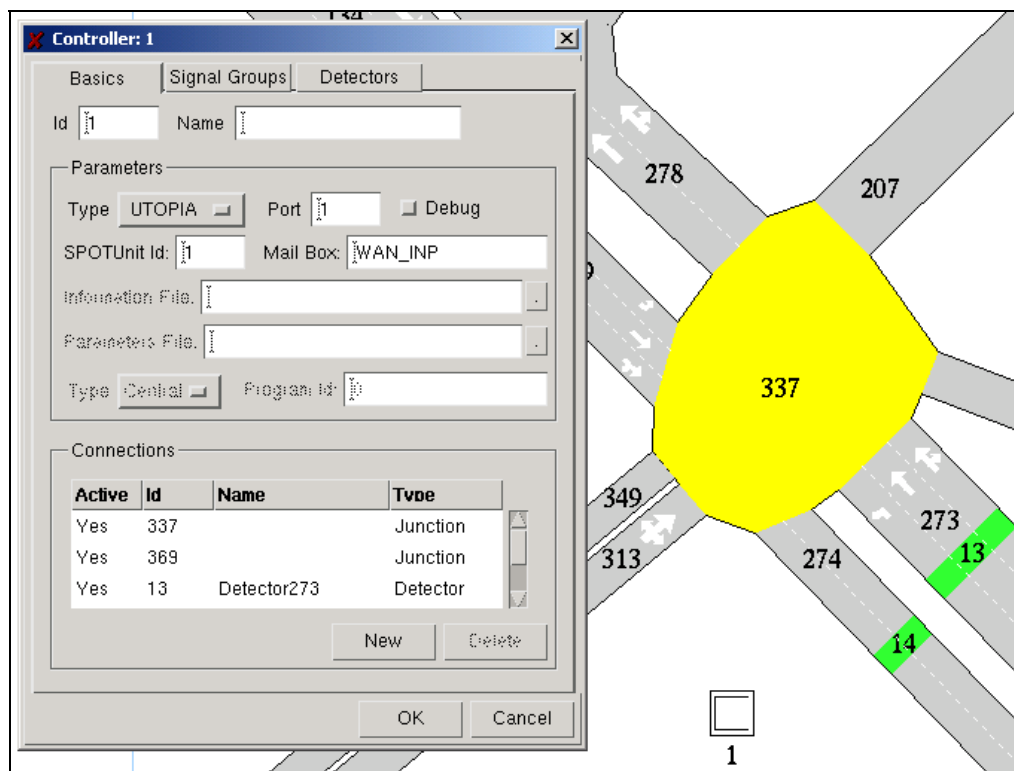 134
Controller: 1
Basics Signal Groups Detectors
Id 1 Name
Parameters
Type UTOPIA Port 1 Debug
SPOTUnit Id: 1 Mail Box: WAN_INP
Information File.
Parameters File.
Type Central Program Id: 0
Connections
Active Id Name Type
Yes 337 Junction
Yes 369 Junction
Yes 13 Detector273 Detector
New Delete
OK Cancel
278
207
9
337
349
313
273
13
274
14
1